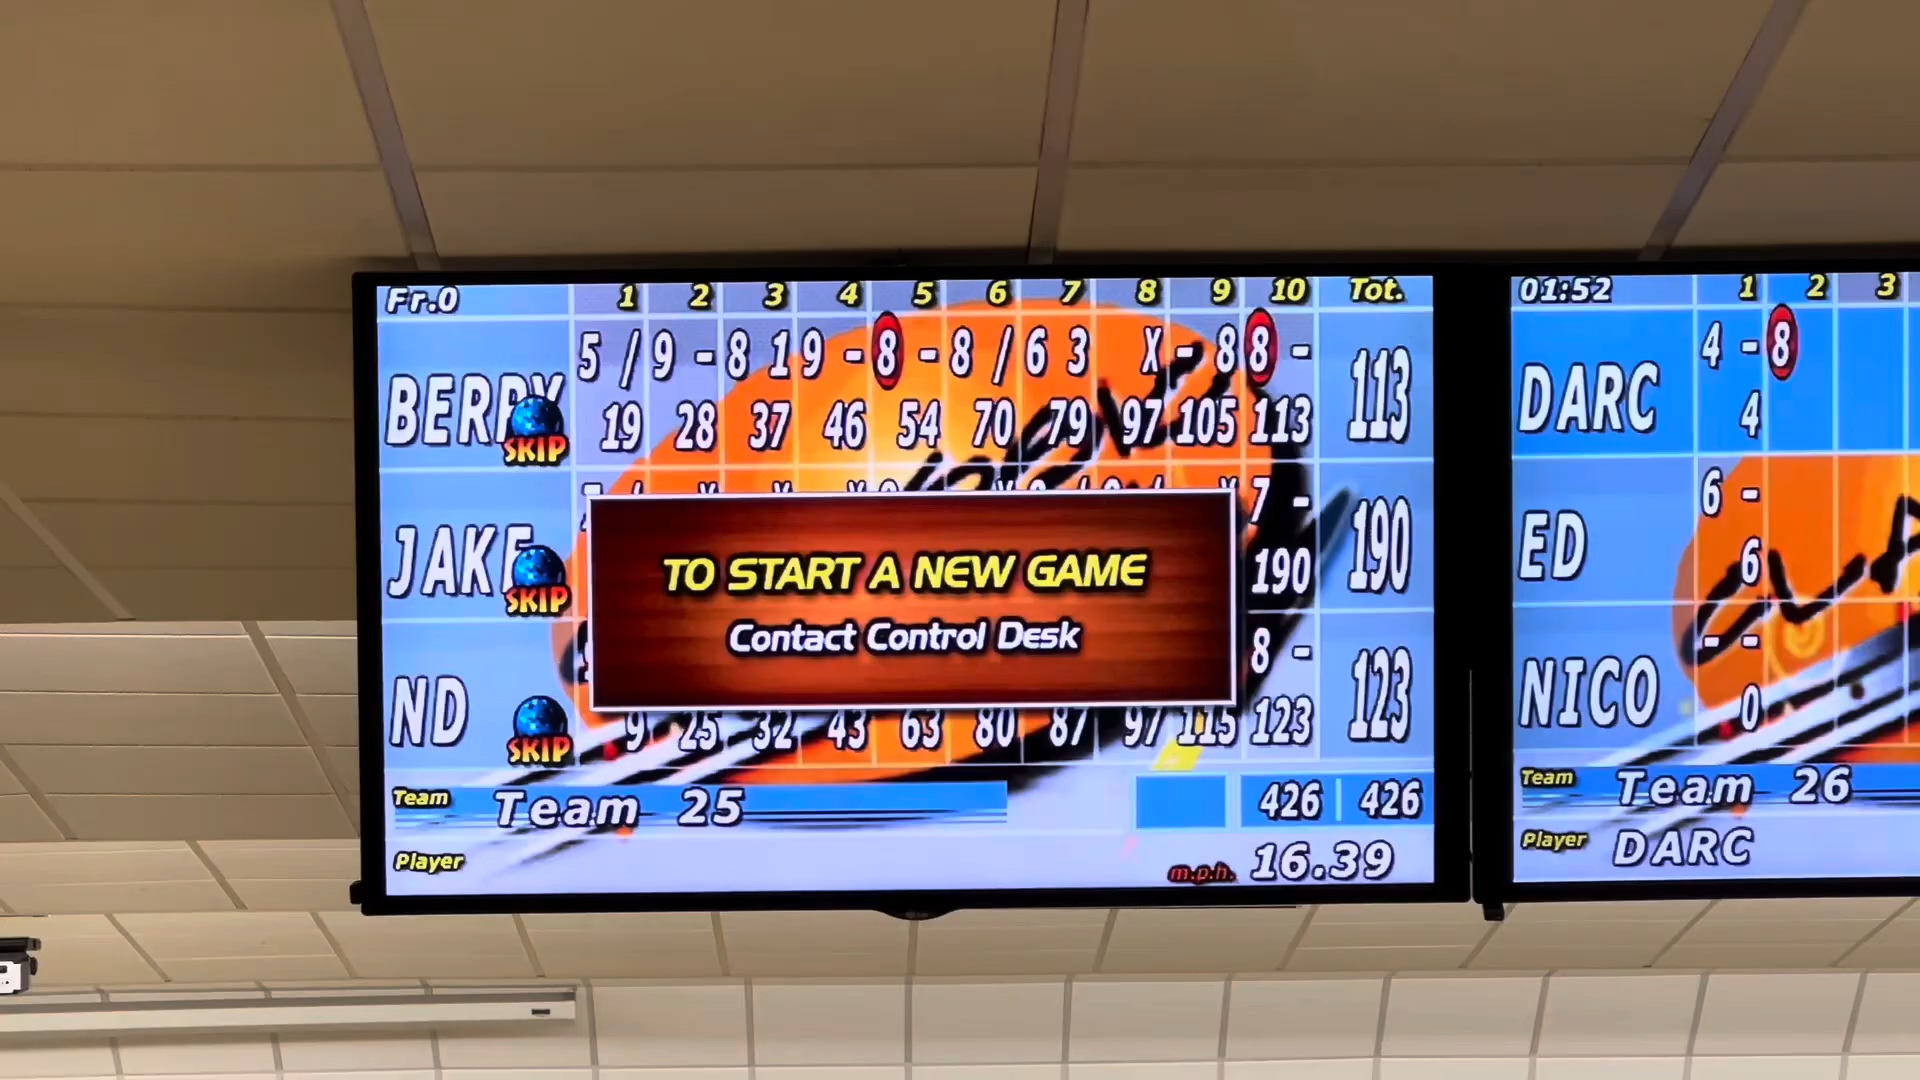 Fr.0 1 2 3 4 5 6 7 8 9 10 Tot.
BERRY 5 / 9 - 8 1 9 - 8 - 8 / 6 3 X - 8 8 - 113
SKIP 19 28 37 46 54 70 79 97 105 113
JAKE 7 - 190
SKIP 190
TO START A NEW GAME
Contact Control Desk
ND 8 - 123
SKIP 9 25 32 43 63 80 87 97 115 123
Team Team 25 426 426
Player m.p.h. 16.39
01:52 1 2 3
DARC 4 - 8
4
ED 6 -
6
NICO - -
0
Team Team 26
Player DARC